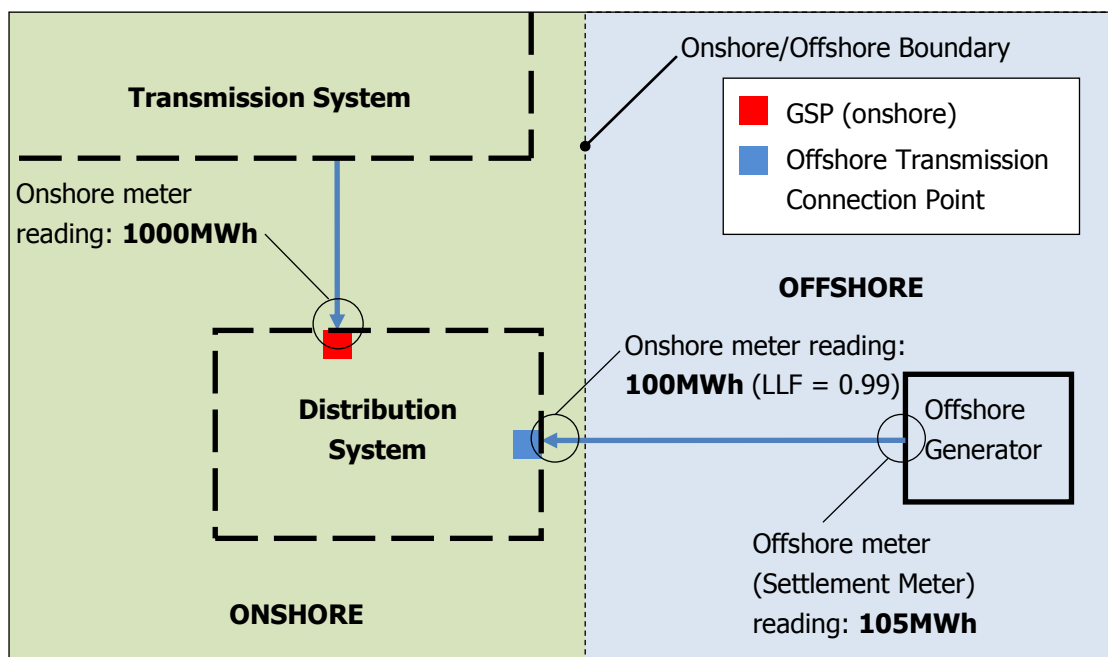 Transmission System
Onshore/Offshore Boundary
GSP (onshore)
Offshore Transmission
Connection Point
Onshore meter
reading: 1000MWh
OFFSHORE
Onshore meter reading:
100MWh (LLF = 0.99)
Distribution
System
Offshore
Generator
Offshore meter
(Settlement Meter)
reading: 105MWh
ONSHORE